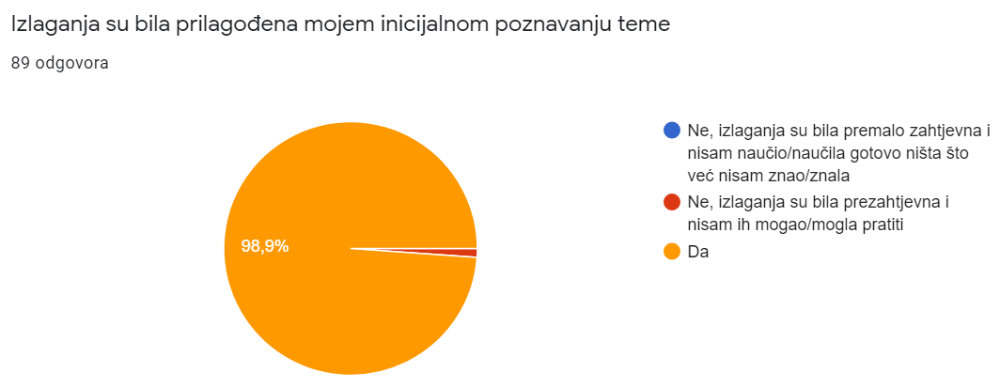 Izlaganja su bila prilagođena mojem inicijalnom poznavanju teme
89 odgovora
98,9%
Ne, izlaganja su bila premalo zahtjevna i
nisam naučio/naučila gotovo ništa što
već nisam znao/znala
Ne, izlaganja su bila prezahtjevna i
nisam ih mogao/mogla pratiti
Da